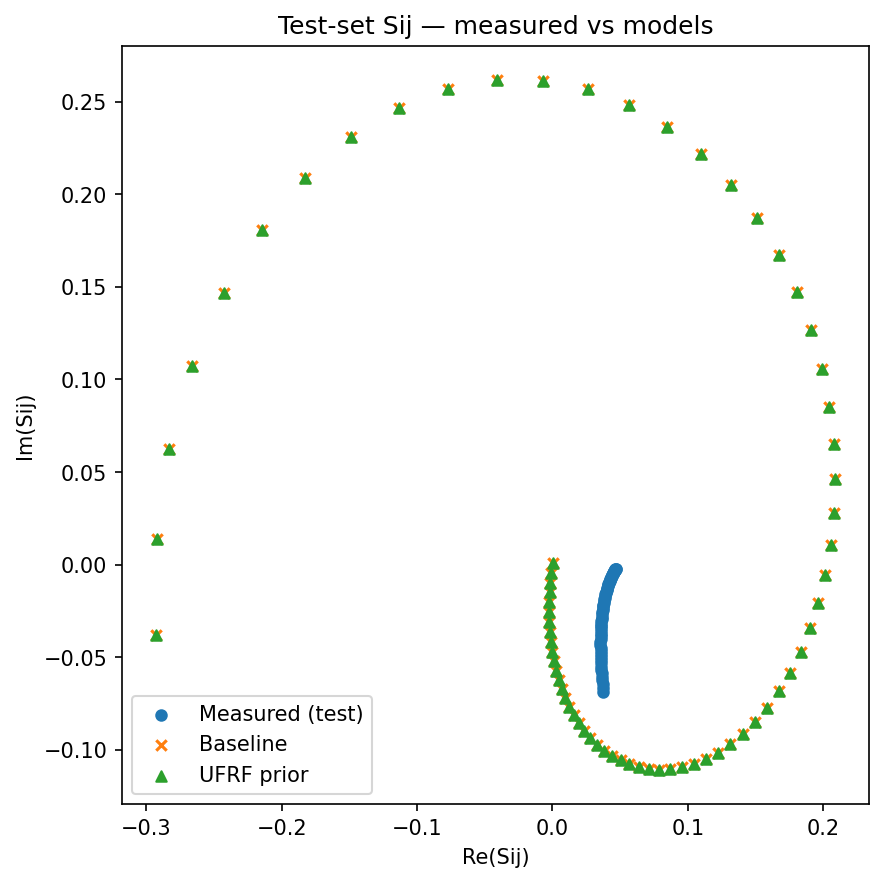 Test-set Sij — measured vs models
0.25
0.20
0.15
0.10
0.05
0.00
−0.05
−0.10
Im(Sij)
Measured (test)
Baseline
UFRF prior
−0.3 −0.2 −0.1 0.0 0.1 0.2
Re(Sij)